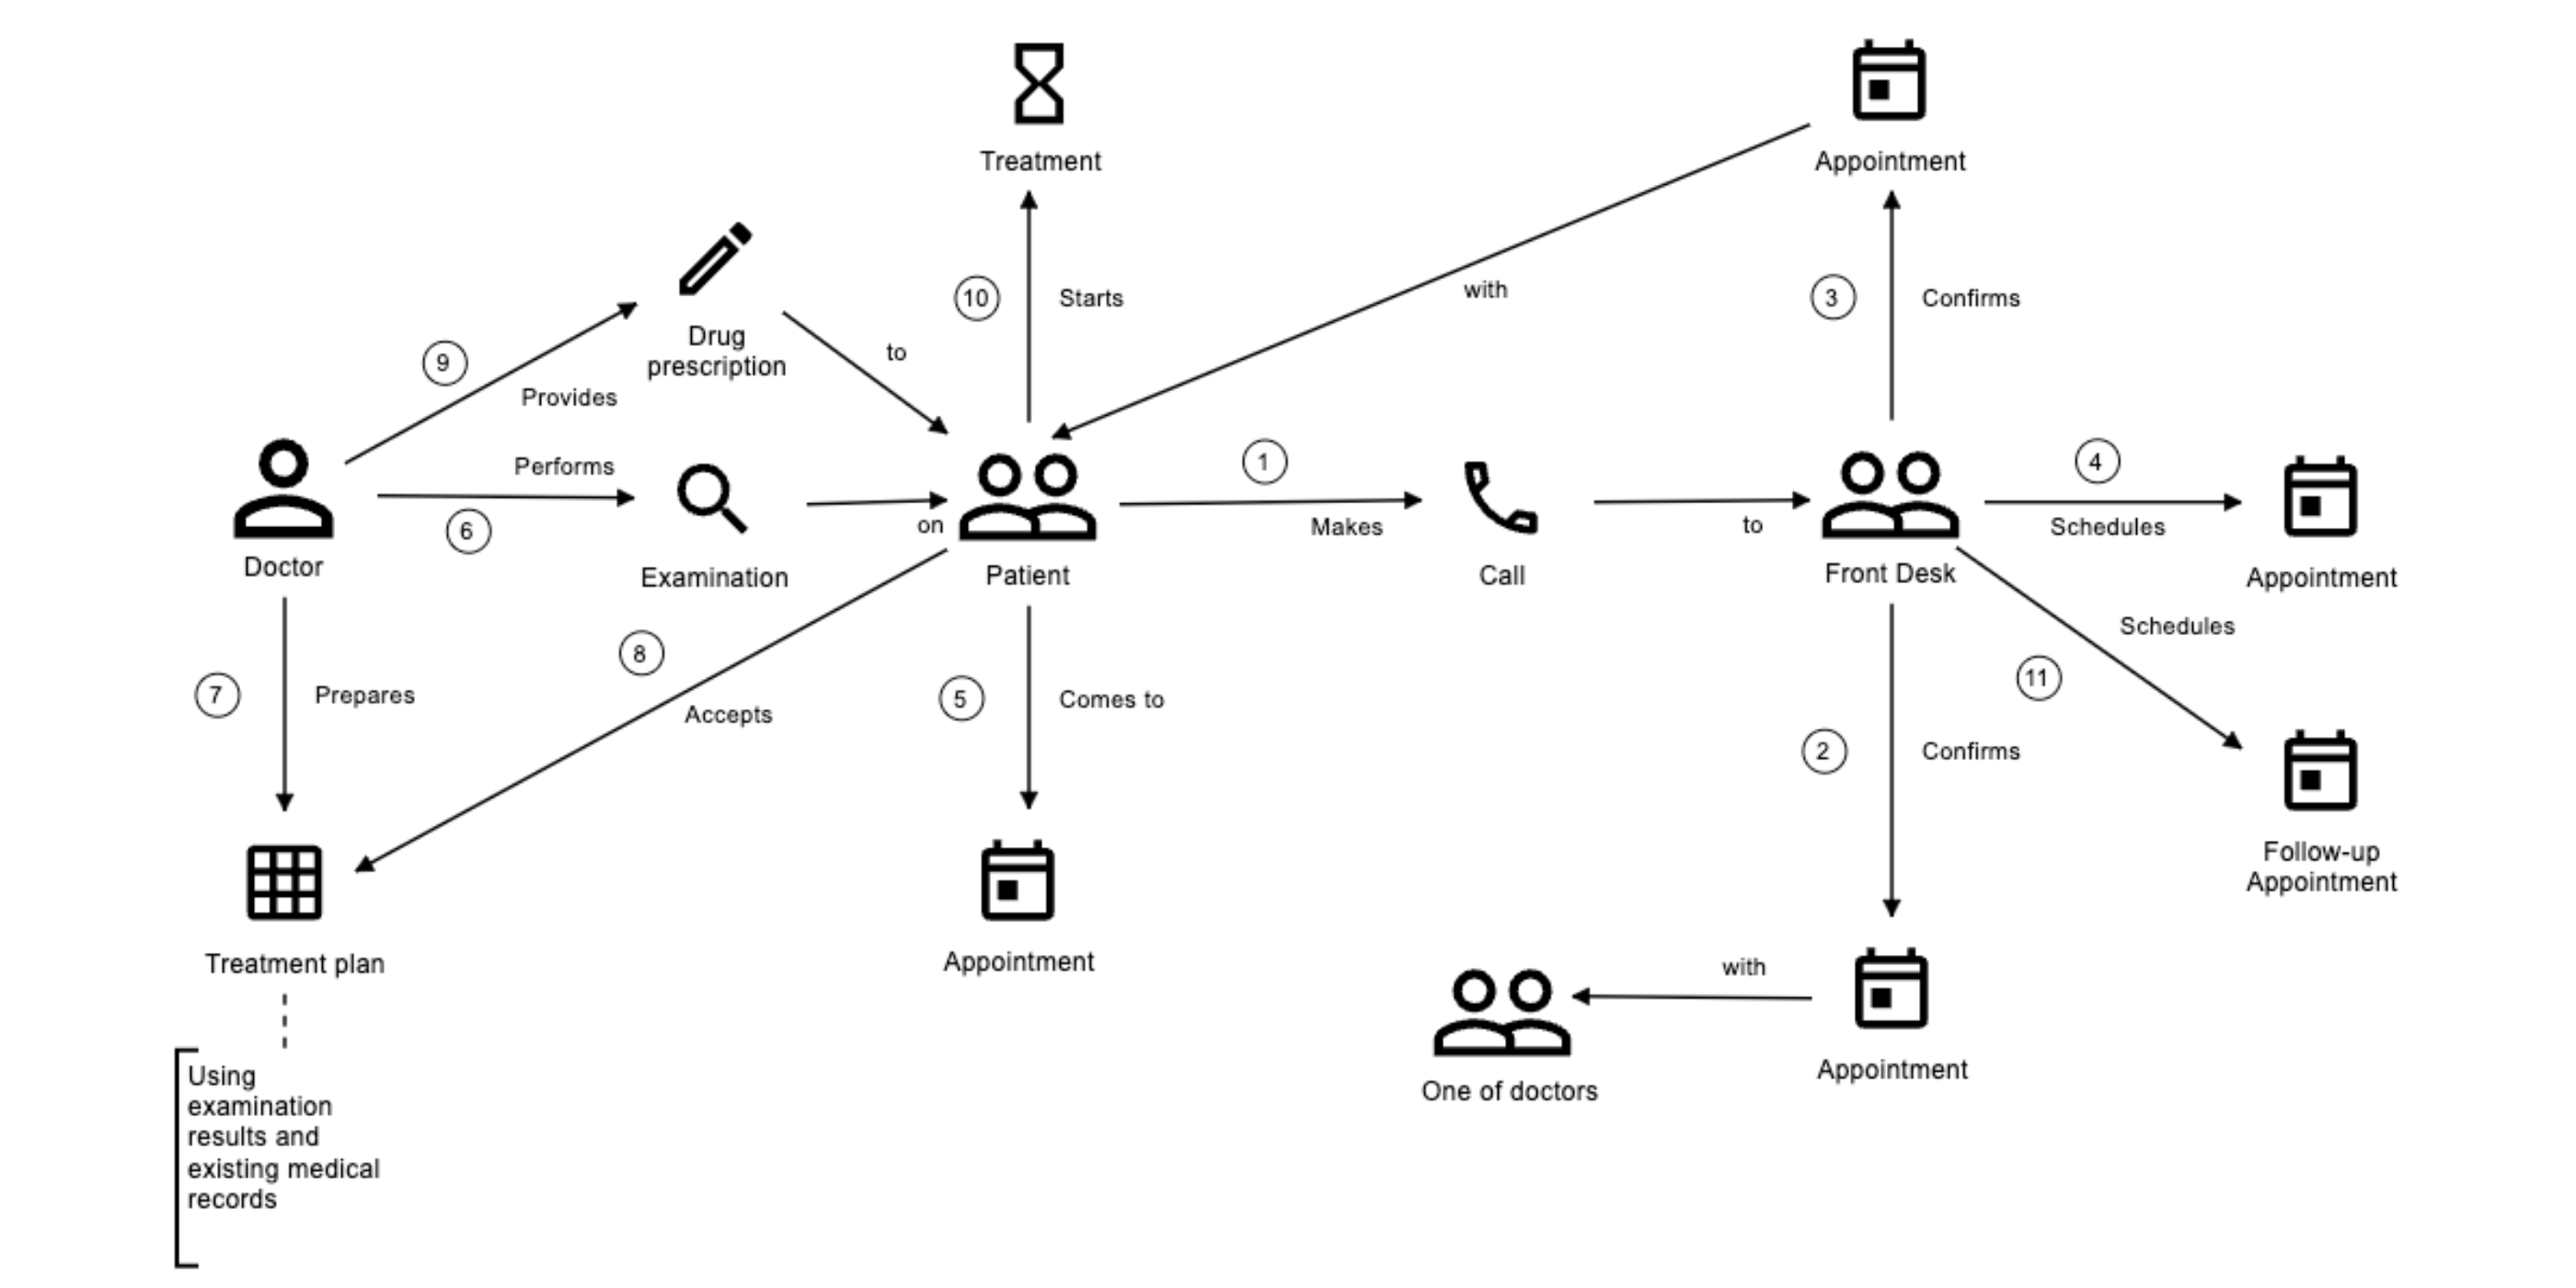 Treatment
Appointment
Drug
prescription
9
Provides
to
10
Starts
with
3
Confirms
Doctor
Performs
6
Examination
on
Patient
1
Makes
Call
to
Front Desk
4
Schedules
Appointment
7
Prepares
8
Accepts
5
Comes to
Schedules
11
2
Confirms
Follow-up
Appointment
Treatment plan
Appointment
with
One of doctors
Appointment
Using
examination
results and
existing medical
records